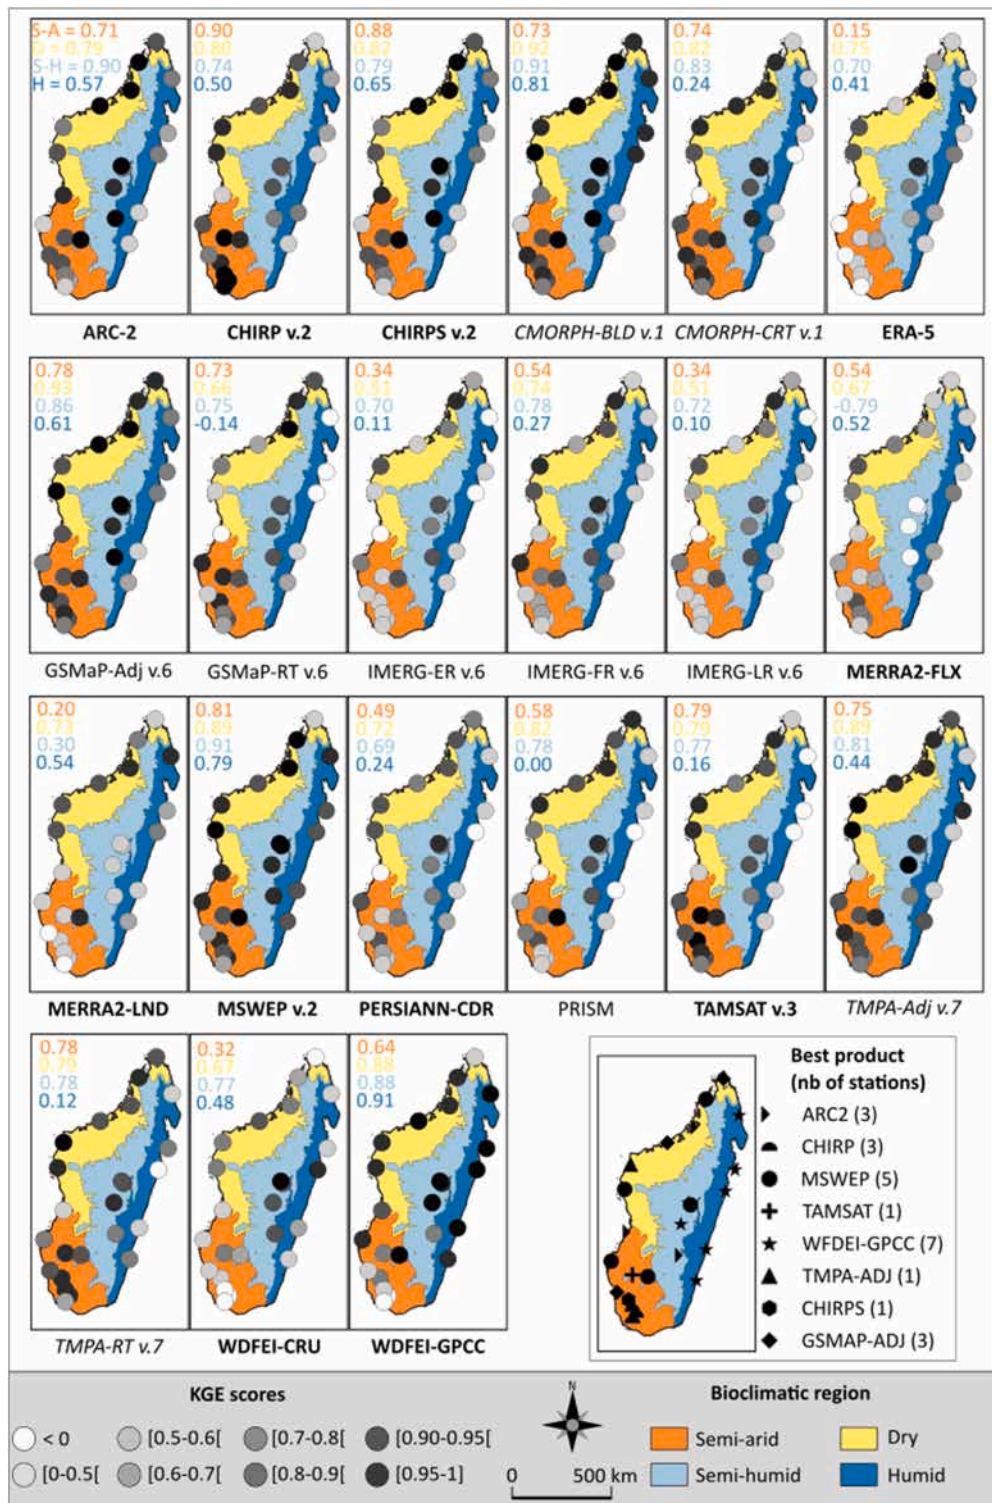 S-A = 0.71
D = 0.79
S-H = 0.90
H = 0.57
ARC-2
0.90
0.80
0.74
0.50
CHIRP v.2
0.88
0.82
0.79
0.65
CHIRPS v.2
0.73
0.92
0.91
0.81
CMORPH-BLD v.1
0.74
0.82
0.83
0.24
CMORPH-CRT v.1
0.15
0.75
0.70
0.41
ERA-5
0.78
0.93
0.86
0.61
GSMaP-Adj v.6
0.73
0.66
0.75
-0.14
GSMaP-RT v.6
0.34
0.51
0.70
0.11
IMERG-ER v.6
0.54
0.74
0.78
0.27
IMERG-FR v.6
0.34
0.51
0.72
0.10
IMERG-LR v.6
0.54
0.67
-0.79
0.52
MERRA2-FLX
0.20
0.73
0.30
0.54
MERRA2-LND
0.81
0.89
0.91
0.79
MSWEP v.2
0.49
0.72
0.69
0.24
PERSIANN-CDR
0.58
0.82
0.78
0.00
PRISM
0.79
0.79
0.77
0.16
TAMSAT v.3
0.75
0.89
0.81
0.44
TMPA-Adj v.7
0.78
0.79
0.78
0.12
TMPA-RT v.7
0.32
0.67
0.77
0.48
WDFEI-CRU
0.64
0.88
0.88
0.91
WDFEI-GPCC
Best product
(nb of stations)
ARC2 (3)
CHIRP (3)
MSWEP (5)
TAMSAT (1)
WFDEI-GPCC (7)
TMPA-ADJ (1)
CHIRPS (1)
GSMAP-ADJ (3)
KGE scores
< 0
[0.5-0.6[
[0.7-0.8[
[0.90-0.95[
[0-0.5[
[0.6-0.7[
[0.8-0.9[
[0.95-1]
N
0 500 km
Bioclimatic region
Semi-arid
Dry
Semi-humid
Humid